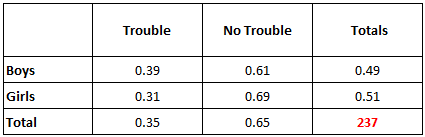 Trouble No Trouble Totals
Boys 0.39 0.61 0.49
Girls 0.31 0.69 0.51
Total 0.35 0.65 237